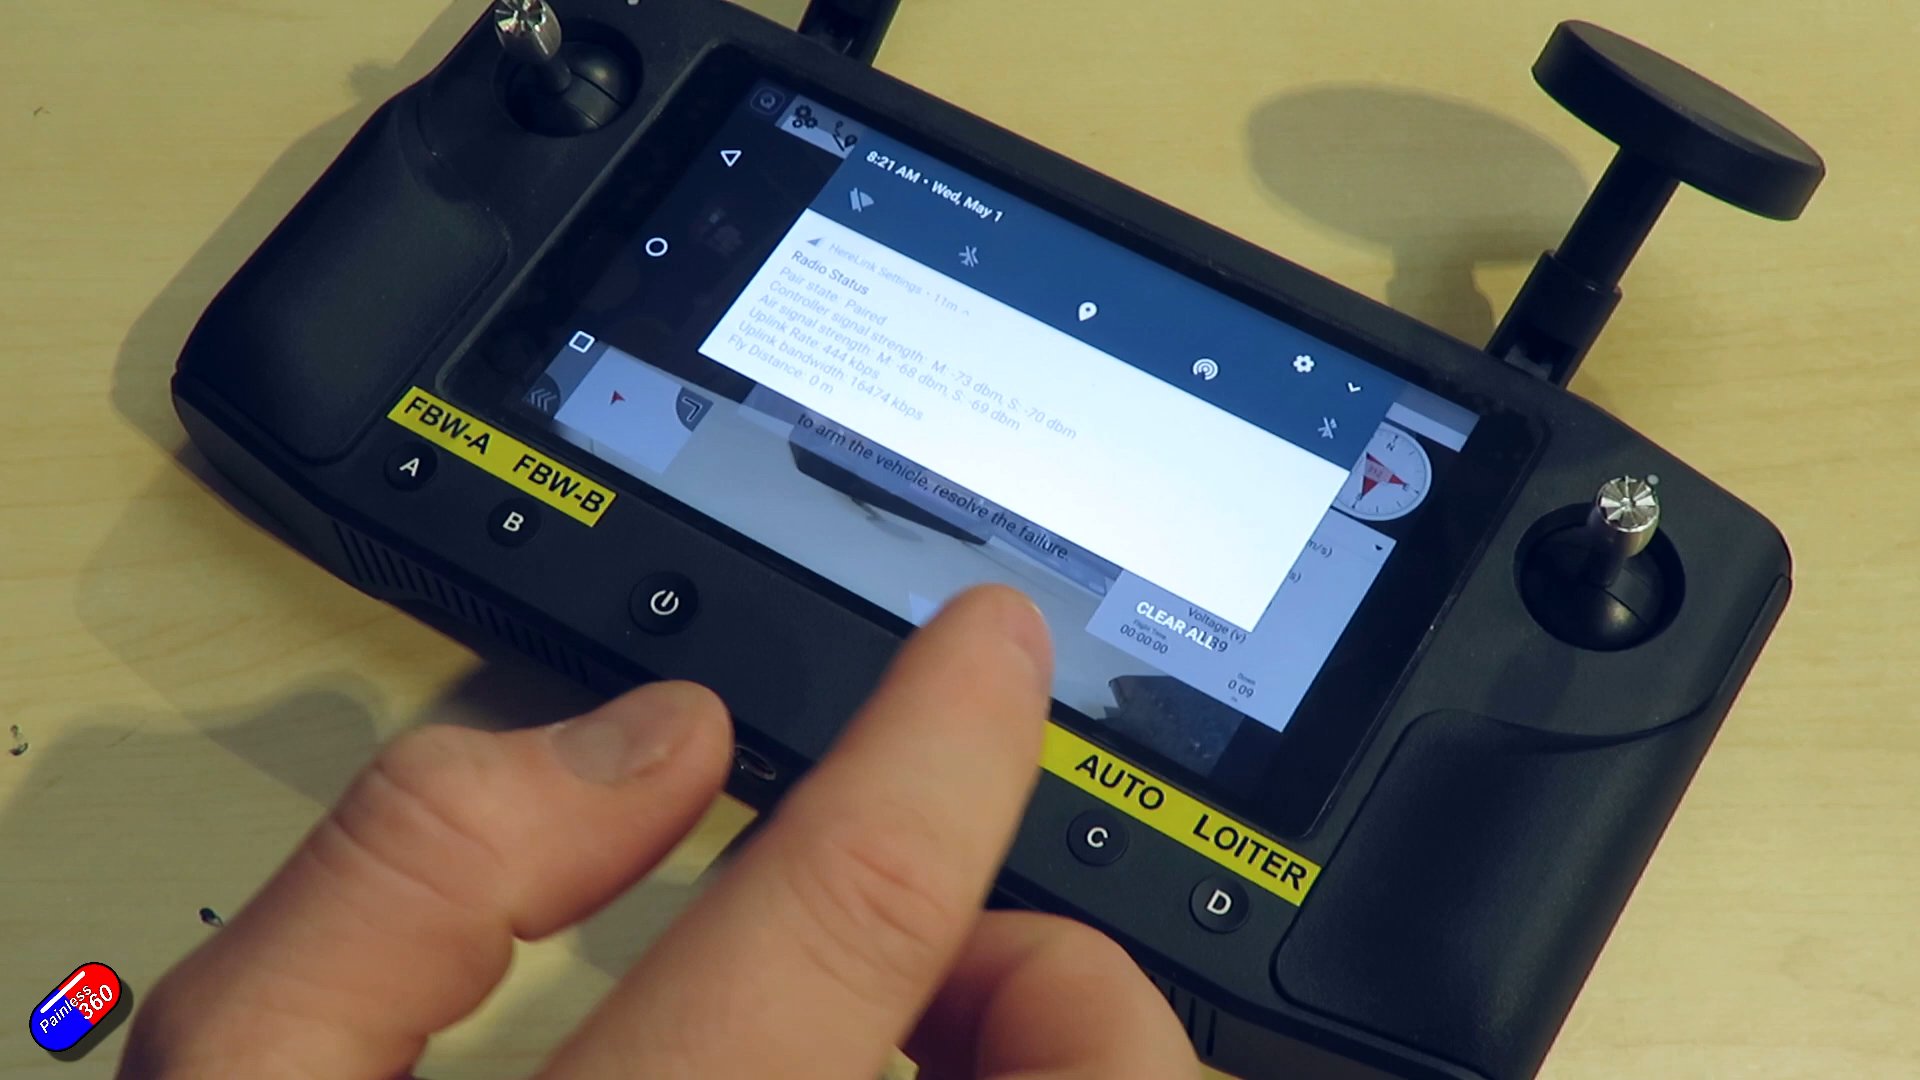 8:21 AM • Wed, May 1
HereLink Settings • 11m
Radio Status
Pair state: Paired
Controller signal strength: M: -73 dbm, S: -70 dbm
Air signal strength: M: -68 dbm, S: -69 dbm
Uplink Rate: 444 kbps
Uplink bandwidth: 16474 kbps
Fly Distance: 0 m
to arm the vehicle, resolve the failure.
N
m/s)
s)
Voltage (v)
CLEAR ALL
Flight Time
00:00:00
Down
0.09
m
FBW-A FBW-B
A
B
AUTO LOITER
C
D
Painless
360